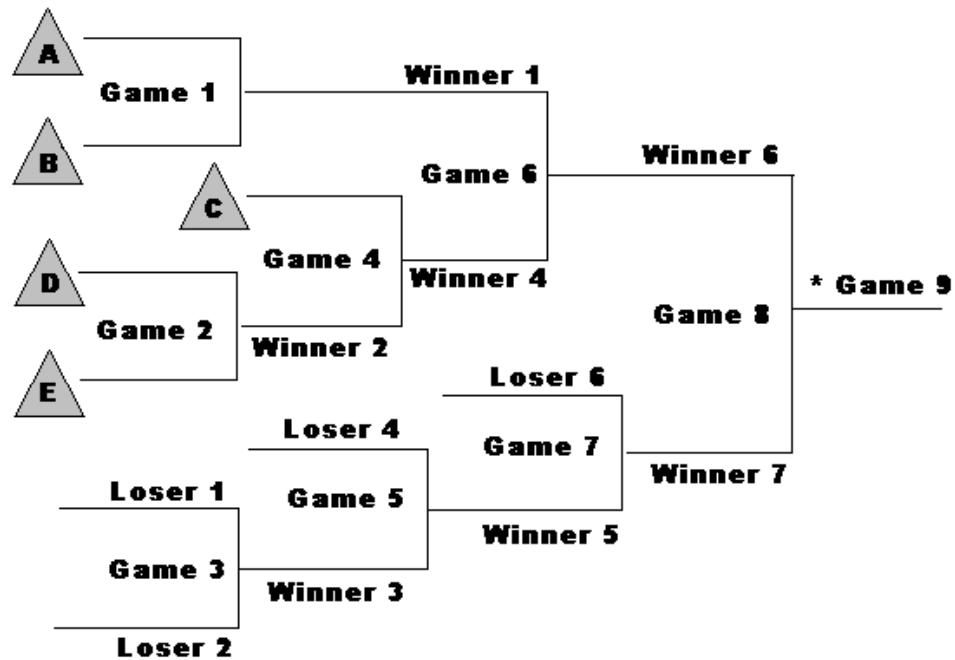 A
Game 1
Winner 1
B
Game 6
Winner 6
C
Game 4
Winner 4
D
Game 2
Winner 2
E
* Game 9
Game 8
Loser 6
Loser 4
Game 7
Winner 7
Loser 1
Game 5
Winner 5
Game 3
Winner 3
Loser 2